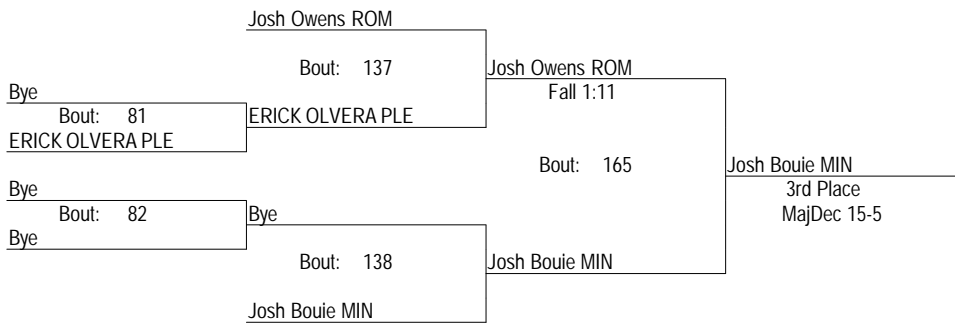 Josh Owens ROM
Bout: 137
Josh Owens ROM
Fall 1:11
Bye
Bout: 81
ERICK OLVERA PLE
ERICK OLVERA PLE
Bout: 165
Josh Bouie MIN
3rd Place
MajDec 15-5
Bye
Bout: 82
Bye
Bye
Bout: 138
Josh Bouie MIN
Josh Bouie MIN